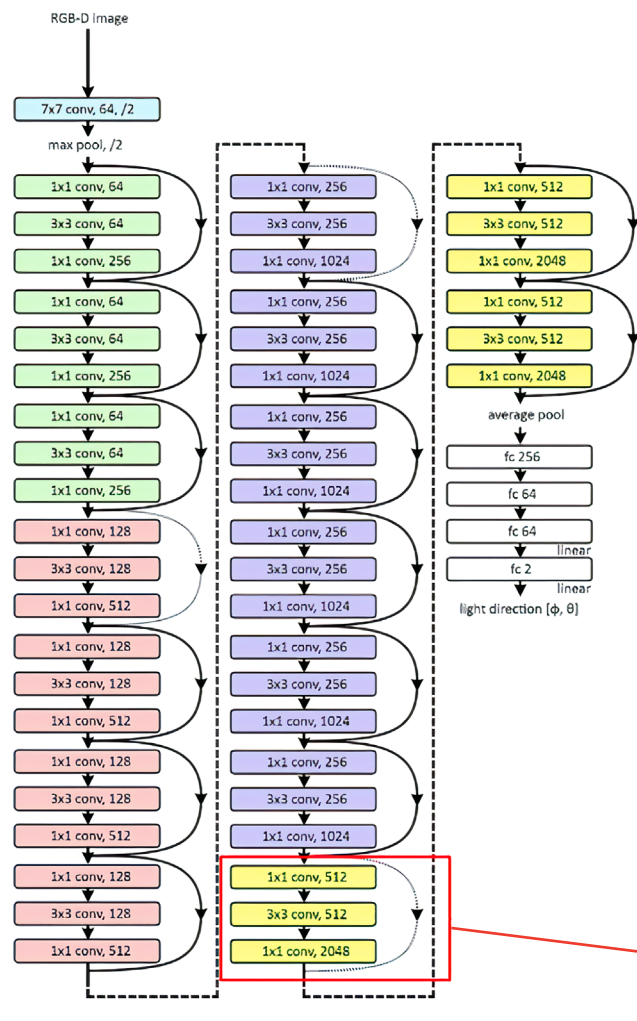 RGB-D image
7x7 conv, 64, /2
max pool, /2
1x1 conv, 64
3x3 conv, 64
1x1 conv, 256
1x1 conv, 64
3x3 conv, 64
1x1 conv, 256
1x1 conv, 64
3x3 conv, 64
1x1 conv, 256
1x1 conv, 128
3x3 conv, 128
1x1 conv, 512
1x1 conv, 128
3x3 conv, 128
1x1 conv, 512
1x1 conv, 128
3x3 conv, 128
1x1 conv, 512
1x1 conv, 128
3x3 conv, 128
1x1 conv, 512
1x1 conv, 256
3x3 conv, 256
1x1 conv, 1024
1x1 conv, 256
3x3 conv, 256
1x1 conv, 1024
1x1 conv, 256
3x3 conv, 256
1x1 conv, 1024
1x1 conv, 256
3x3 conv, 256
1x1 conv, 1024
1x1 conv, 256
3x3 conv, 256
1x1 conv, 1024
1x1 conv, 256
3x3 conv, 256
1x1 conv, 1024
1x1 conv, 512
3x3 conv, 512
1x1 conv, 2048
1x1 conv, 512
3x3 conv, 512
1x1 conv, 2048
1x1 conv, 512
3x3 conv, 512
1x1 conv, 2048
average pool
fc 256
fc 64
fc 64
linear
fc 2
linear
light direction [ϕ, θ]